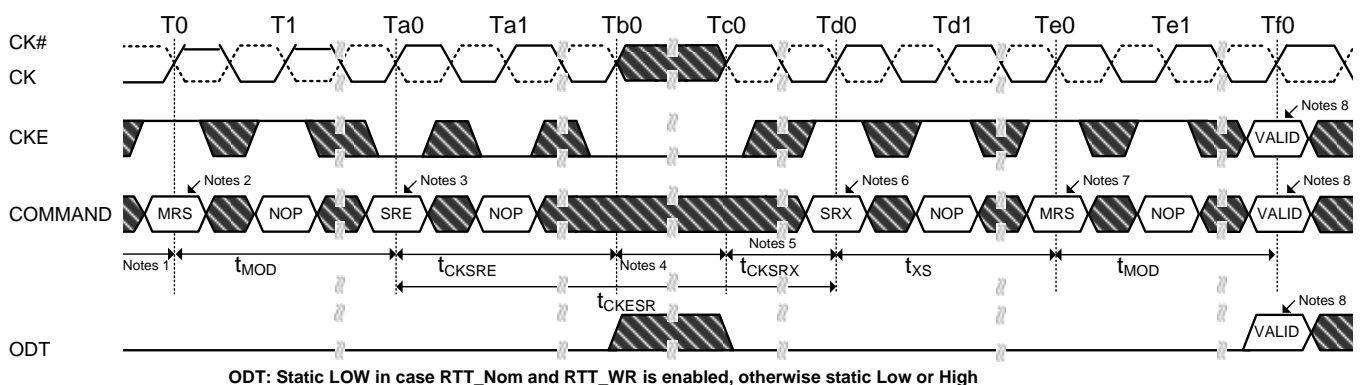 T0 T1 Ta0 Ta1 Tb0 Tc0 Td0 Td1 Te0 Te1 Tf0
CK#
CK
Notes 8
CKE VALID
Notes 2 Notes 3 Notes 6 Notes 7 Notes 8
COMMAND MRS NOP SRE NOP SRX NOP MRS NOP VALID
Notes 1 tMOD tCKSRE Notes 4 Notes 5 tCKSRX tXS tMOD
tCKESR
Notes 8
ODT VALID
ODT: Static LOW in case RTT_Nom and RTT_WR is enabled, otherwise static Low or High